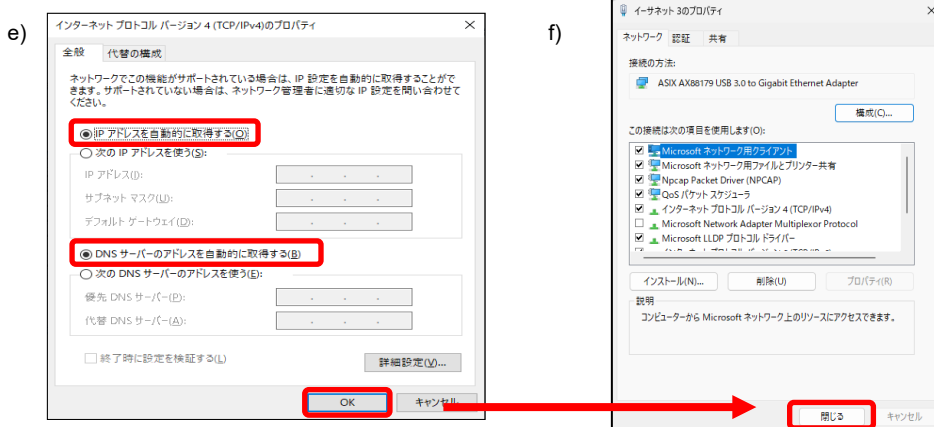 e)
インターネット プロトコル バージョン 4 (TCP/IPv4)のプロパティ
全般 代替の構成
ネットワークでこの機能がサポートされている場合は、IP 設定を自動的に取得することがで
きます。サポートされていない場合は、ネットワーク管理者に適切な IP 設定を問い合わせて
ください。
IP アドレスを自動的に取得する(O)
次の IP アドレスを使う(S):
IP アドレス(I):
サブネット マスク(U):
デフォルト ゲートウェイ(D):
DNS サーバーのアドレスを自動的に取得する(B)
次の DNS サーバーのアドレスを使う(E):
優先 DNS サーバー(P):
代替 DNS サーバー(A):
終了時に設定を検証する(L)
詳細設定(V)...
OK キャンセル
f)
イーサネット 3のプロパティ
ネットワーク 認証 共有
接続の方法:
ASIX AX88179 USB 3.0 to Gigabit Ethernet Adapter
構成(C)...
この接続は次の項目を使用します(O):
Microsoft ネットワーク用クライアント
Microsoft ネットワーク用ファイルとプリンター共有
Npcap Packet Driver (NPCAP)
QoS パケット スケジューラ
インターネット プロトコル バージョン 4 (TCP/IPv4)
Microsoft Network Adapter Multiplexor Protocol
Microsoft LLDP プロトコル ドライバー
インストール(N)... 削除(U) プロパティ(R)
説明
コンピューターから Microsoft ネットワーク上のリソースにアクセスできます。
閉じる キャンセル